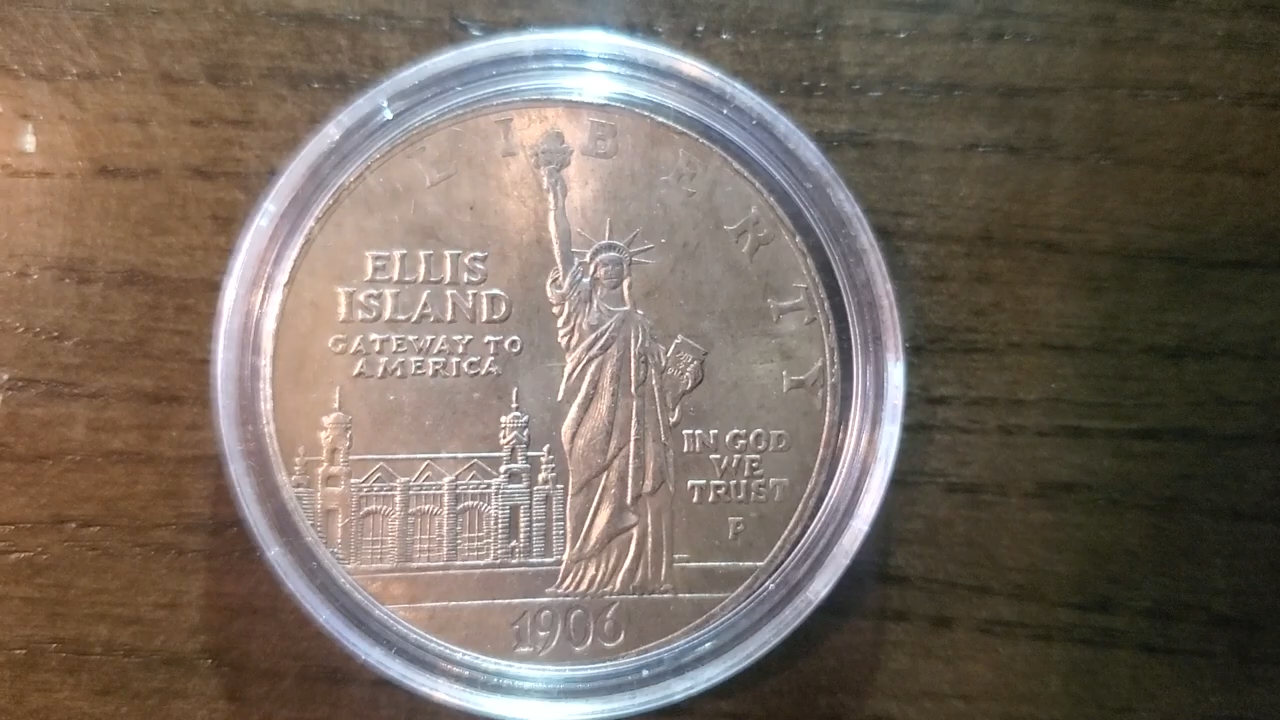 LIBERTY
ELLIS
ISLAND
GATEWAY TO
AMERICA
IN GOD
WE
TRUST
P
1906